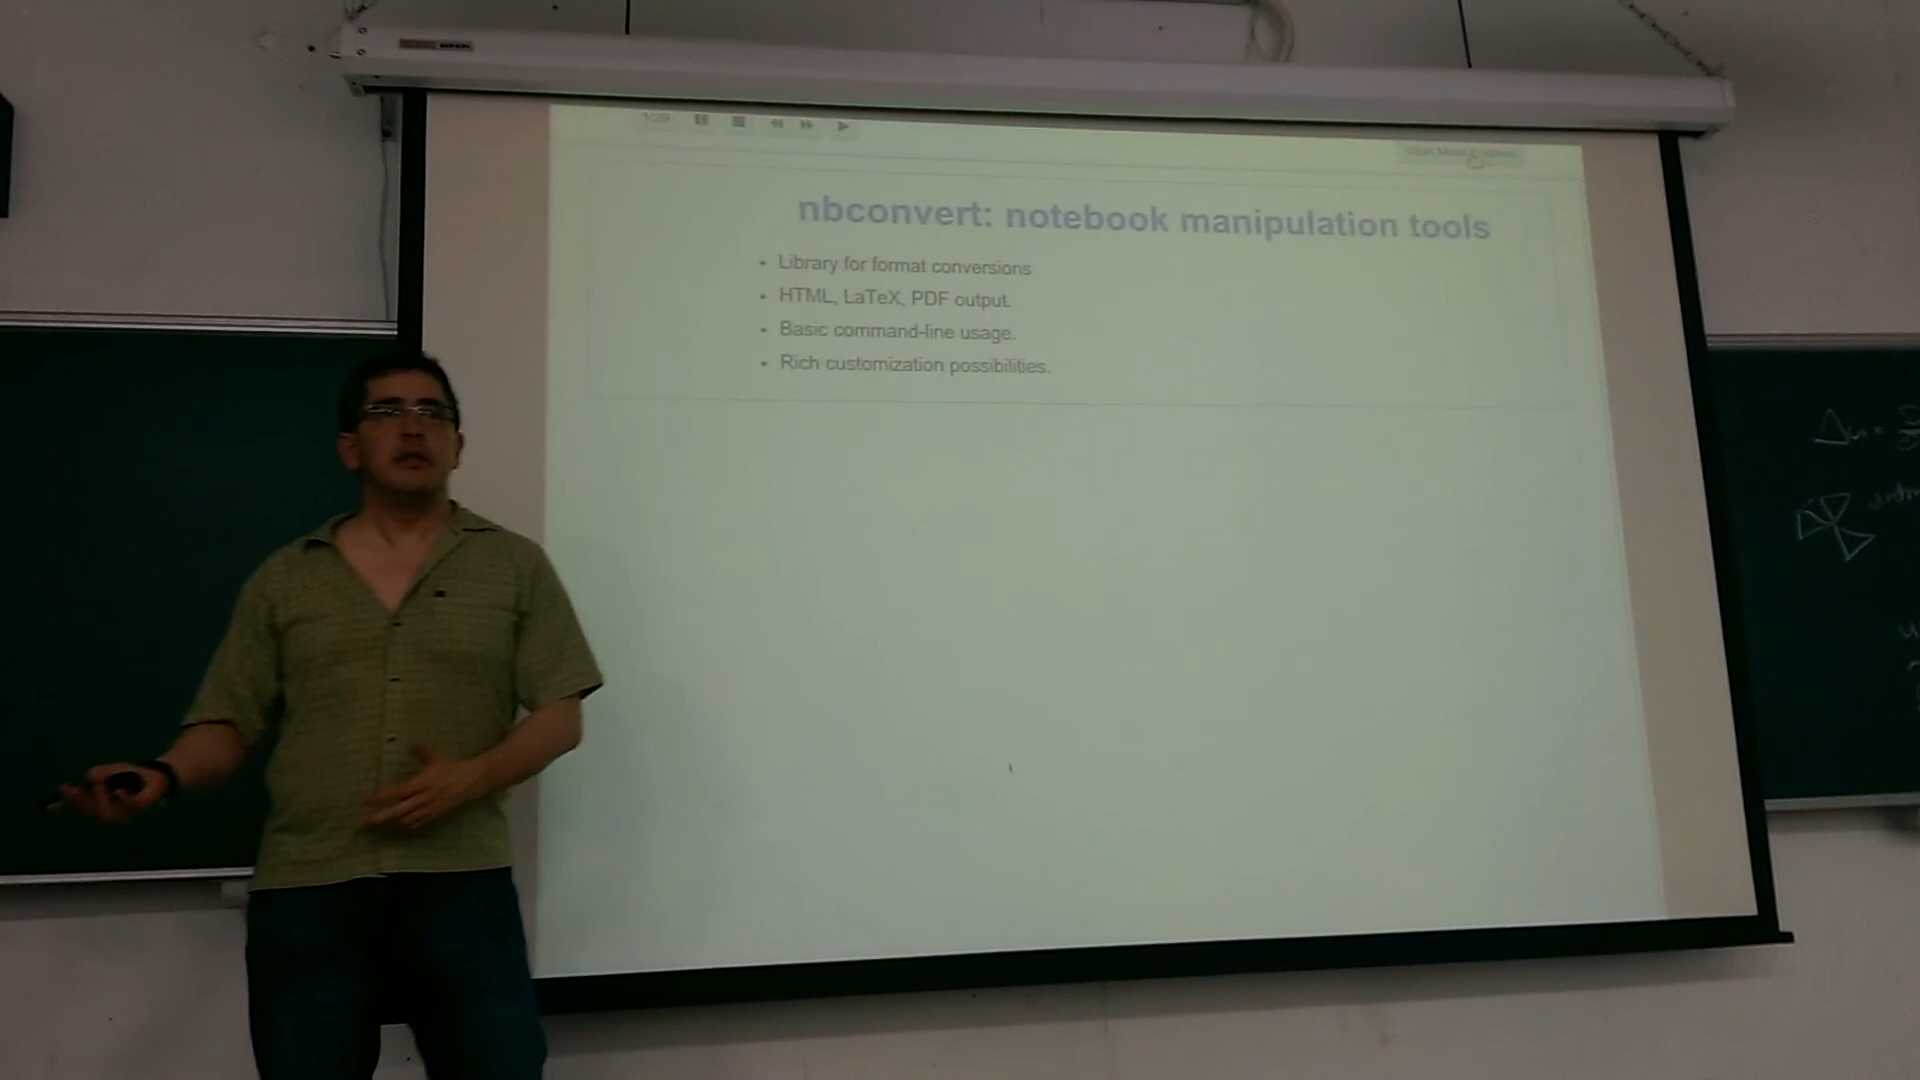 nbconvert: notebook manipulation tools
• Library for format conversions
• HTML, LaTeX, PDF output.
• Basic command-line usage.
• Rich customization possibilities.